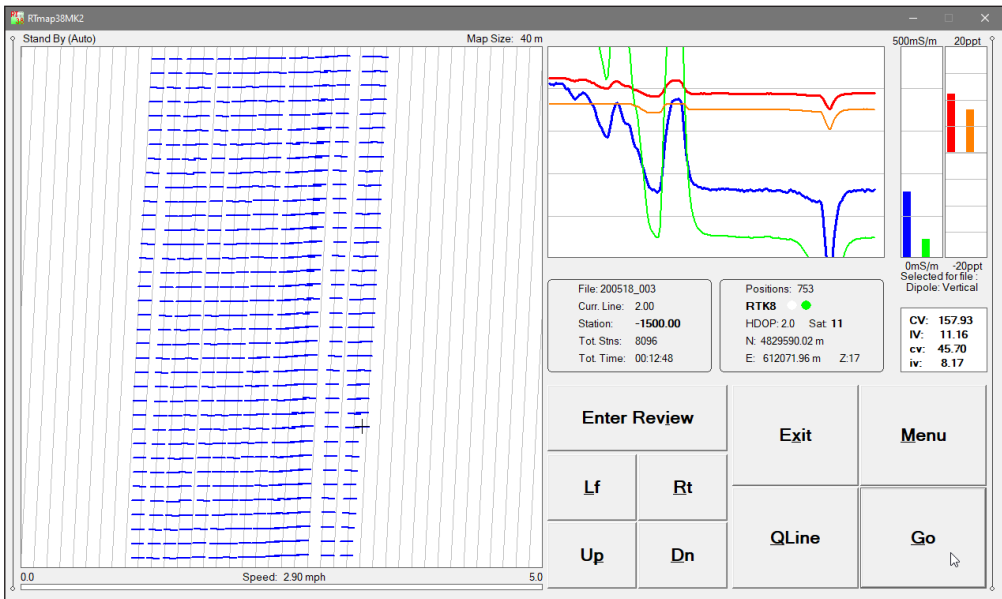 RTmap38MK2
Stand By (Auto)
Map Size: 40 m
500mS/m
20ppt
0mS/m
-20ppt
Selected for file :
Dipole: Vertical
File: 200518_003
Curr. Line: 2.00
Station: -1500.00
Tot. Stns: 8096
Tot. Time: 00:12:48
Positions: 753
RTK8
HDOP: 2.0 Sat: 11
N: 4829590.02 m
E: 612071.96 m Z:17
CV: 157.93
IV: 11.16
cv: 45.70
iv: 8.17
Enter Review
Exit
Menu
Lf
Rt
Up
Dn
QLine
Go
0.0
Speed: 2.90 mph
5.0